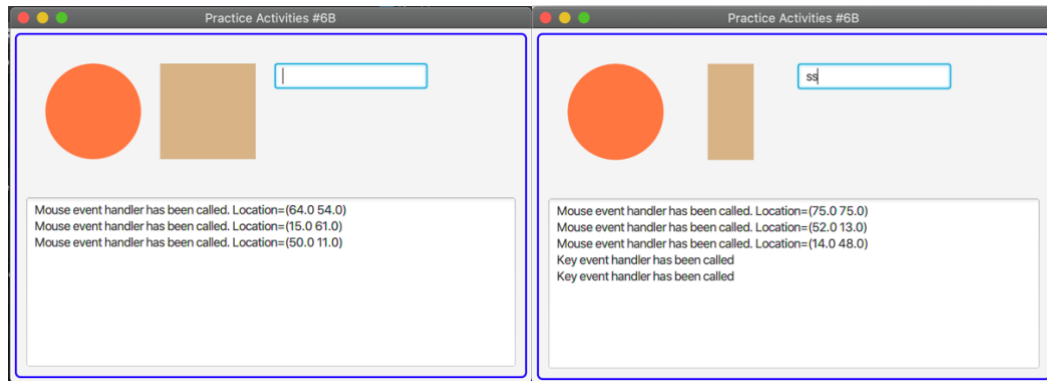 Practice Activities #6B
Mouse event handler has been called. Location=(64.0 54.0)
Mouse event handler has been called. Location=(15.0 61.0)
Mouse event handler has been called. Location=(50.0 11.0)
Practice Activities #6B
ss
Mouse event handler has been called. Location=(75.0 75.0)
Mouse event handler has been called. Location=(52.0 13.0)
Mouse event handler has been called. Location=(14.0 48.0)
Key event handler has been called
Key event handler has been called